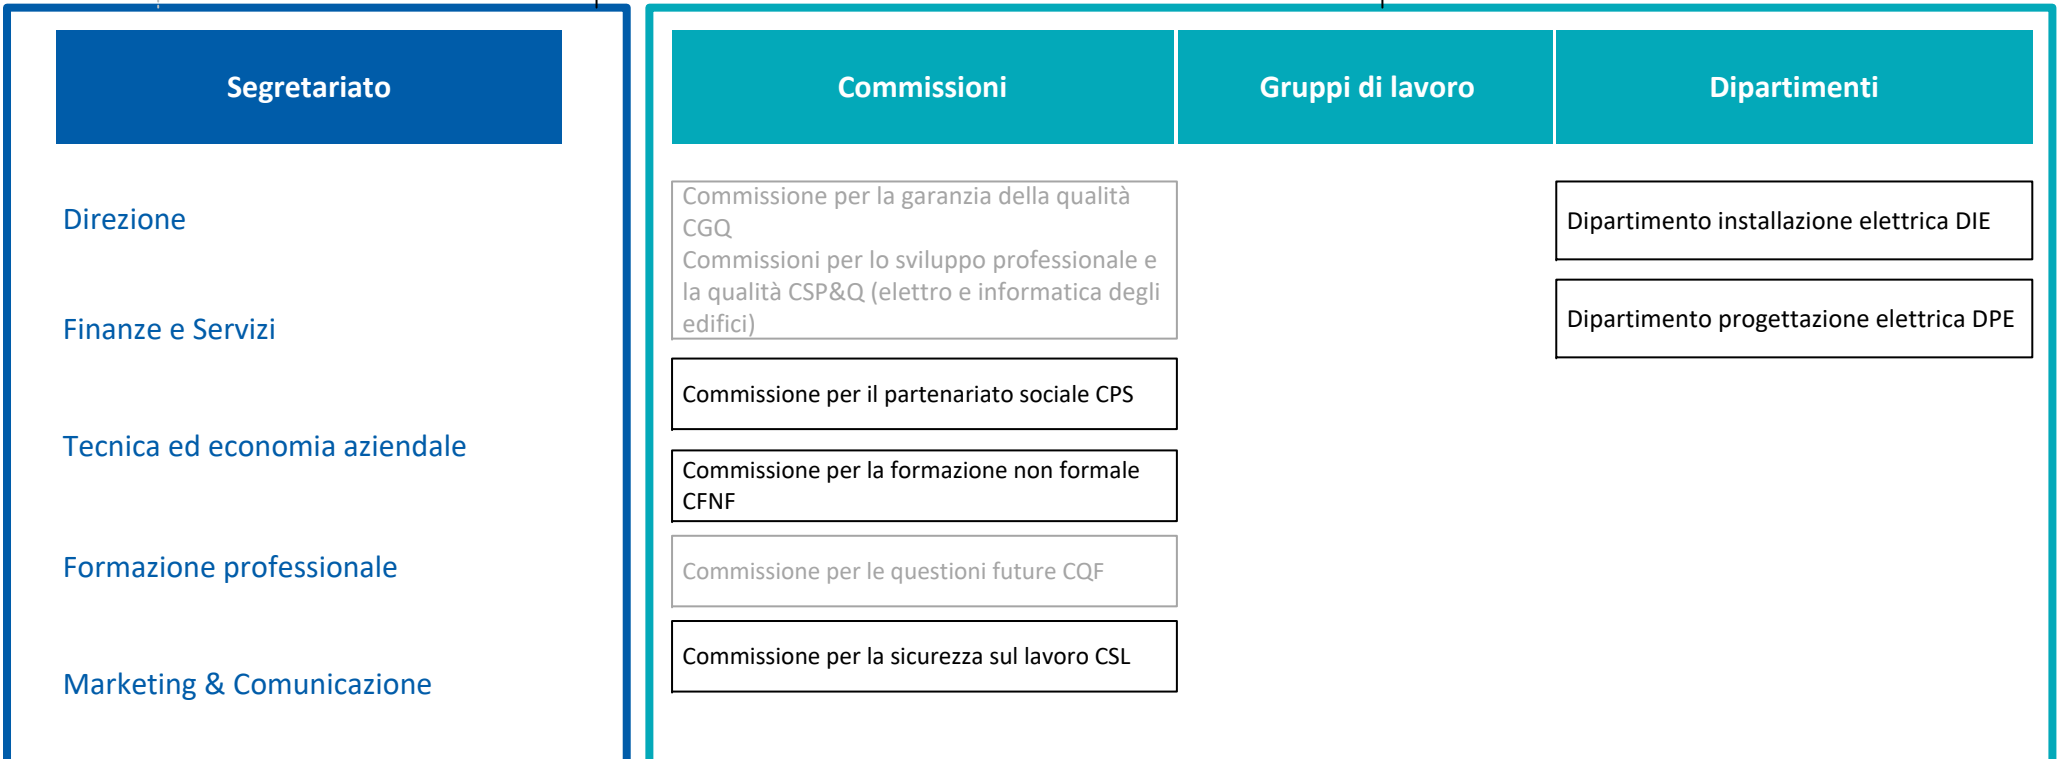 Segretariato
Direzione
Finanze e Servizi
Tecnica ed economia aziendale
Formazione professionale
Marketing & Comunicazione
Commissioni
Gruppi di lavoro
Dipartimenti
Commissione per la garanzia della qualità
CGQ
Commissioni per lo sviluppo professionale e
la qualità CSP&Q (elettro e informatica degli
edifici)
Commissione per il partenariato sociale CPS
Commissione per la formazione non formale
CFNF
Commissione per le questioni future CQF
Commissione per la sicurezza sul lavoro CSL
Dipartimento installazione elettrica DIE
Dipartimento progettazione elettrica DPE